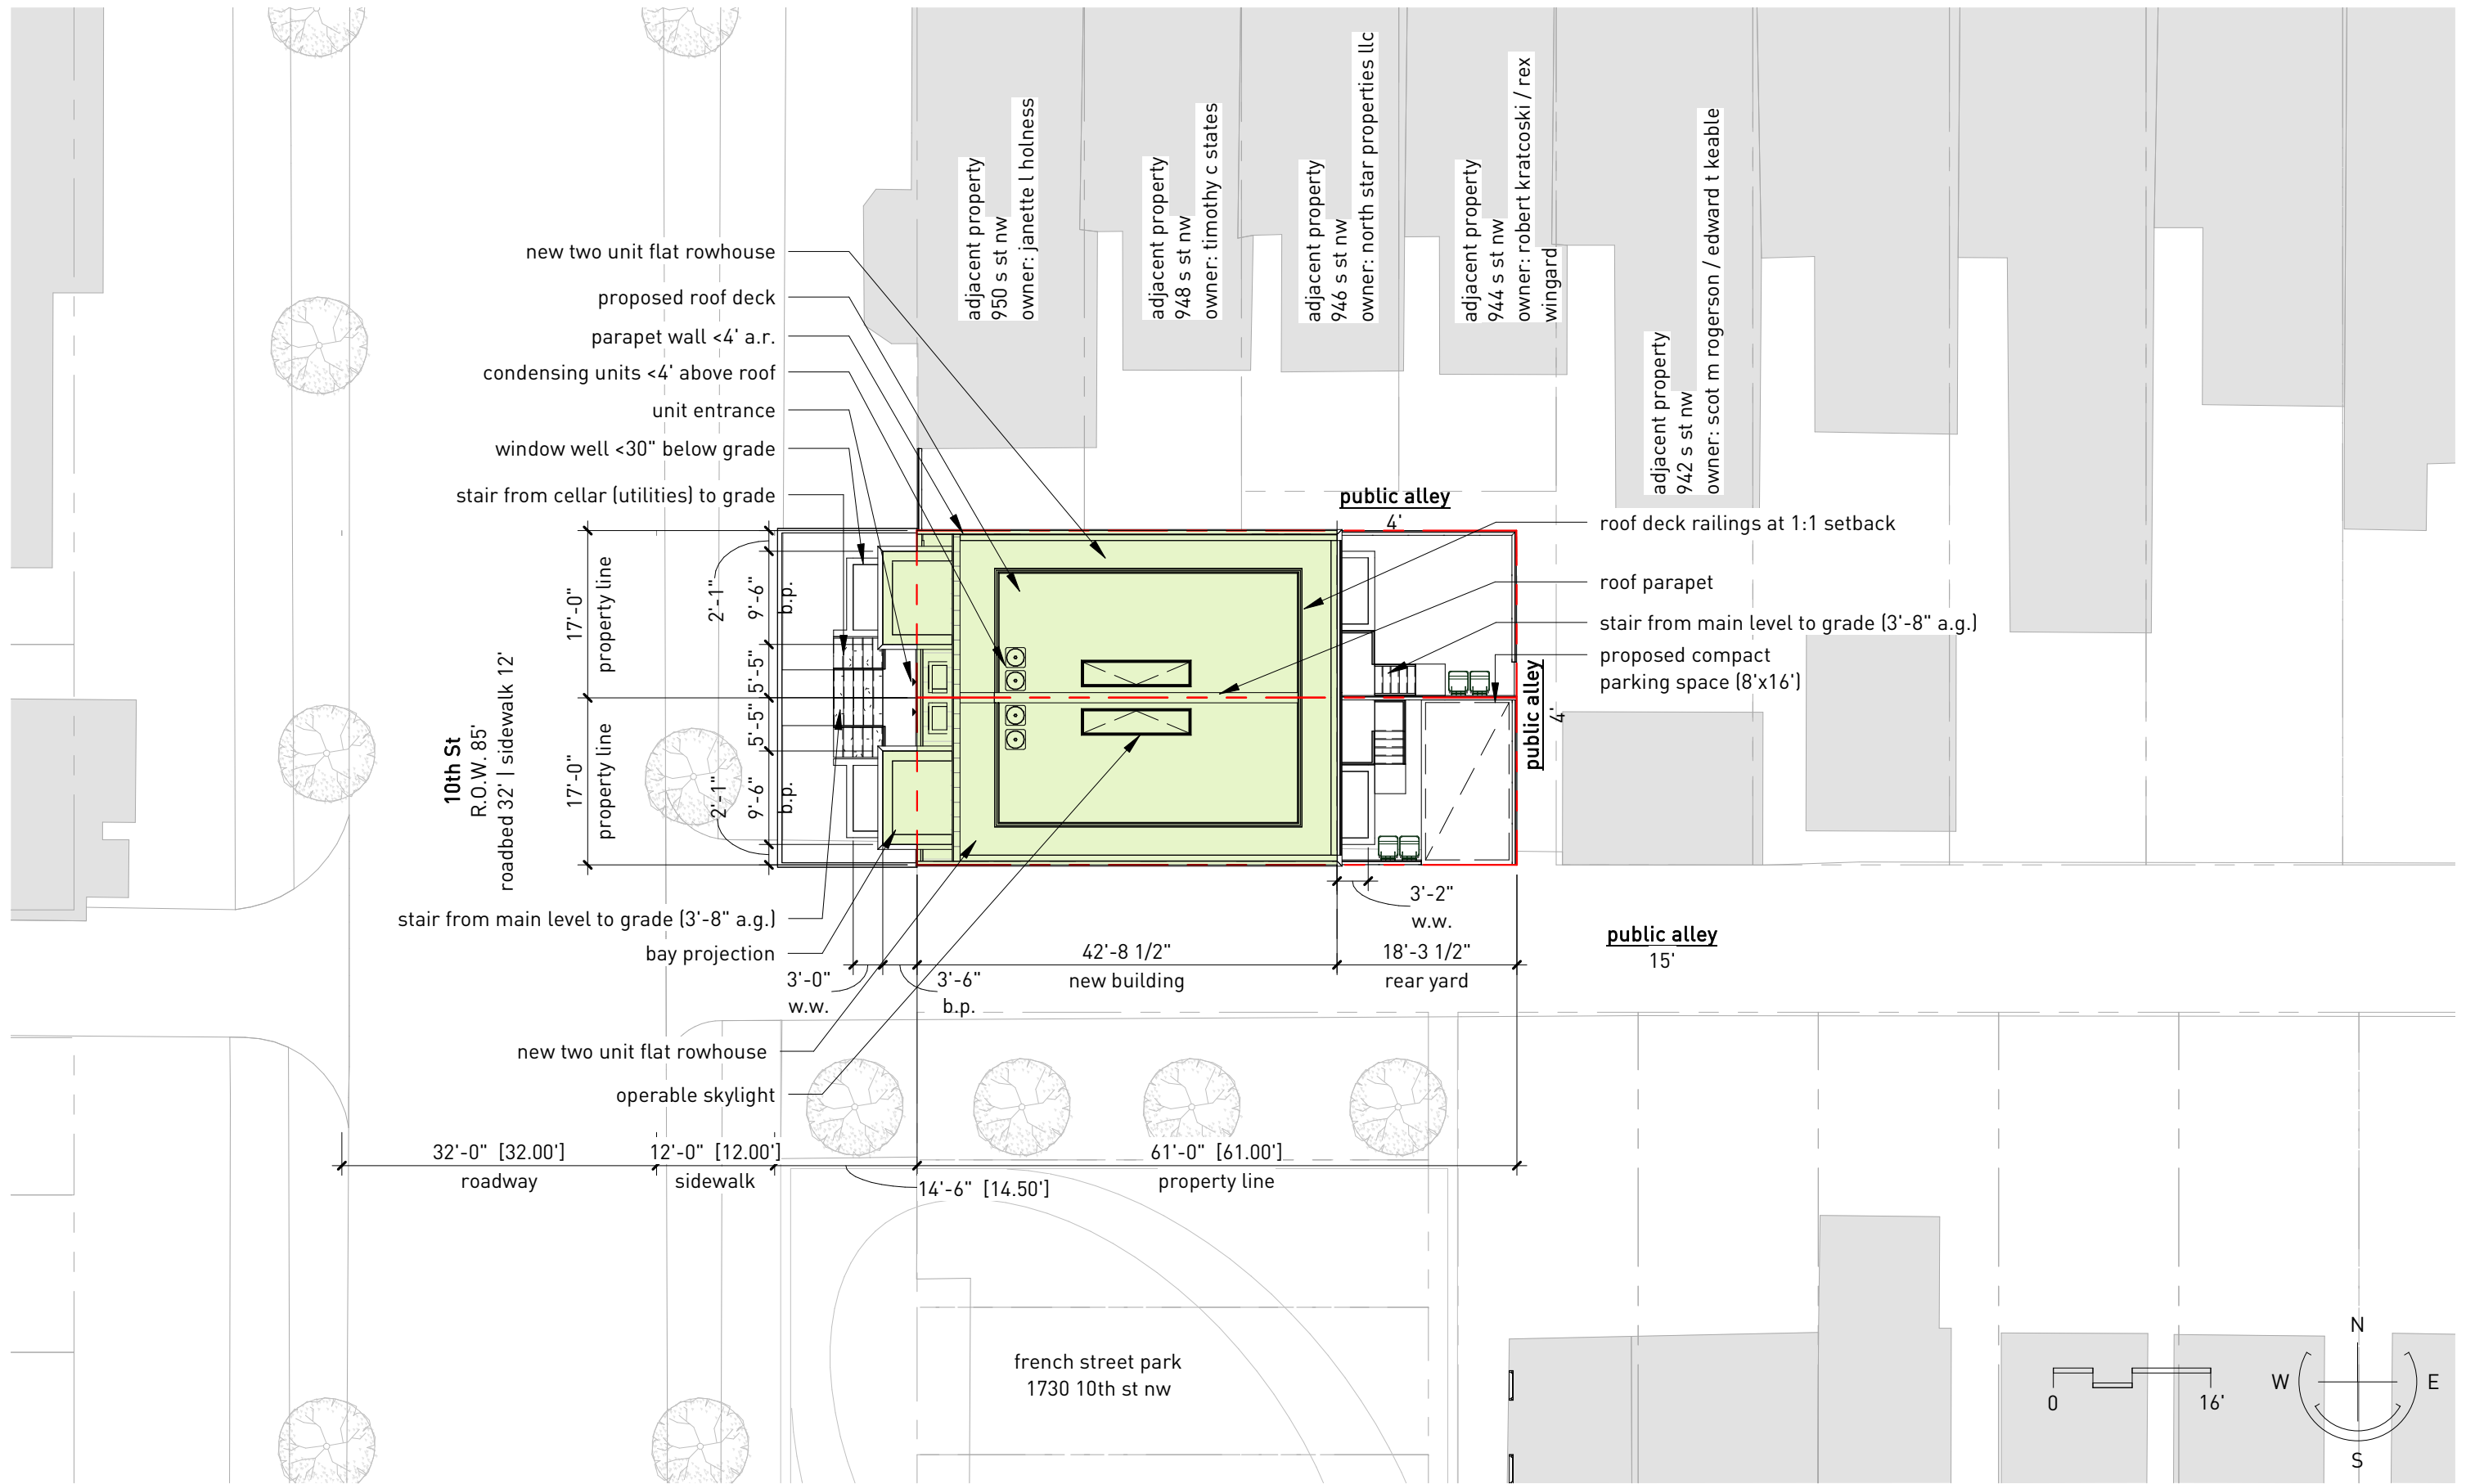 adjacent property
950 s st nw
owner: janette l holness
adjacent property
948 s st nw
owner: timothy c states
adjacent property
946 s st nw
owner: north star properties llc
adjacent property
944 s st nw
owner: robert kratcoski / rex
wingard
adjacent property
942 s st nw
owner: scot m rogerson / edward t keable
new two unit flat rowhouse
proposed roof deck
parapet wall <4' a.r.
condensing units <4' above roof
unit entrance
window well <30" below grade
stair from cellar (utilities) to grade
public alley
4'
roof deck railings at 1:1 setback
roof parapet
stair from main level to grade (3'-8" a.g.)
proposed compact
parking space (8'x16')
public alley
4'
17'-0"
property line
17'-0"
property line
2'-1"
9'-6"
b.p.
5'-5"
5'-5"
2'-1"
9'-6"
b.p.
10th St
R.O.W. 85'
roadbed 32' | sidewalk 12'
stair from main level to grade (3'-8" a.g.)
bay projection
3'-0"
w.w.
3'-6"
b.p.
42'-8 1/2"
new building
18'-3 1/2"
rear yard
3'-2"
w.w.
public alley
15'
new two unit flat rowhouse
operable skylight
32'-0" [32.00']
roadway
12'-0" [12.00']
sidewalk
14'-6" [14.50']
61'-0" [61.00']
property line
french street park
1730 10th st nw
0
16'
N
W
E
S